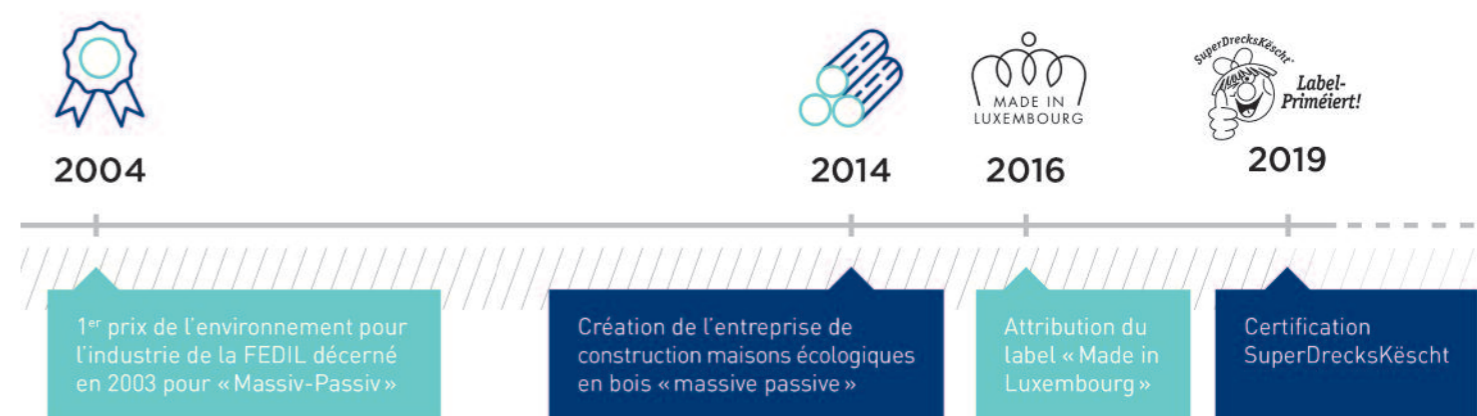 SuperDrecksKëscht®
Label-
Priméiert!
MADE IN
LUXEMBOURG
2004
2014
2016
2019
1er prix de l'environnement pour
l'industrie de la FEDIL décerné
en 2003 pour « Massiv-Passiv »
Création de l'entreprise de
construction maisons écologiques
en bois « massive passive »
Attribution du
label « Made in
Luxembourg »
Certification
SuperDrecksKëscht